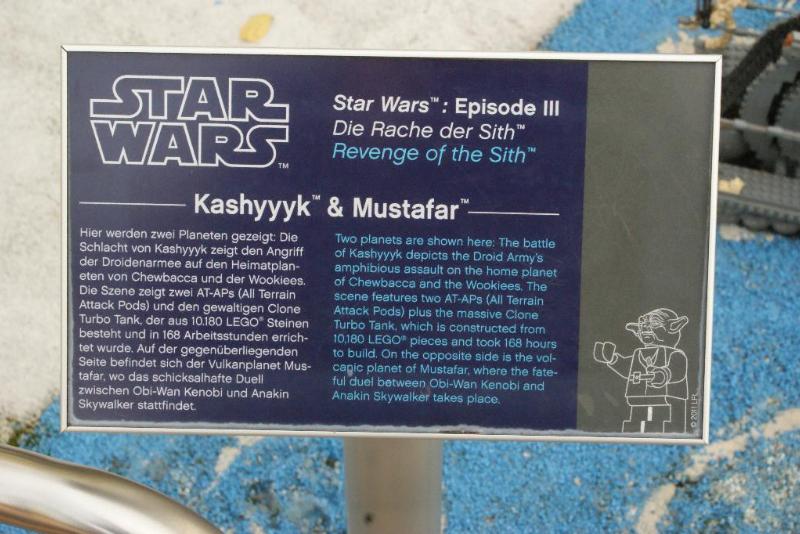 STAR
WARS™
Star Wars™ : Episode III
Die Rache der Sith™
Revenge of the Sith™
Kashyyyk™ & Mustafar™
Hier werden zwei Planeten gezeigt: Die
Schlacht von Kashyyyk zeigt den Angriff
der Droidenarmee auf den Heimatplan-
eten von Chewbacca und der Wookiees.
Die Szene zeigt zwei AT-APs (All Terrain
Attack Pods) und den gewaltigen Clone
Turbo Tank, der aus 10.180 LEGO® Steinen
besteht und in 168 Arbeitsstunden errich-
tet wurde. Auf der gegenüberliegenden
Seite befindet sich der Vulkanplanet Mus-
tafar, wo das schicksalhafte Duell
zwischen Obi-Wan Kenobi und Anakin
Skywalker stattfindet.
Two planets are shown here: The battle
of Kashyyyk depicts the Droid Army's
amphibious assault on the home planet
of Chewbacca and the Wookiees. The
scene features two AT-APs (All Terrain
Attack Pods) plus the massive Clone
Turbo Tank, which is constructed from
10,180 LEGO® pieces and took 168 hours
to build. On the opposite side is the vol-
canic planet of Mustafar, where the fate-
ful duel between Obi-Wan Kenobi and
Anakin Skywalker takes place.
© 2011 LFL